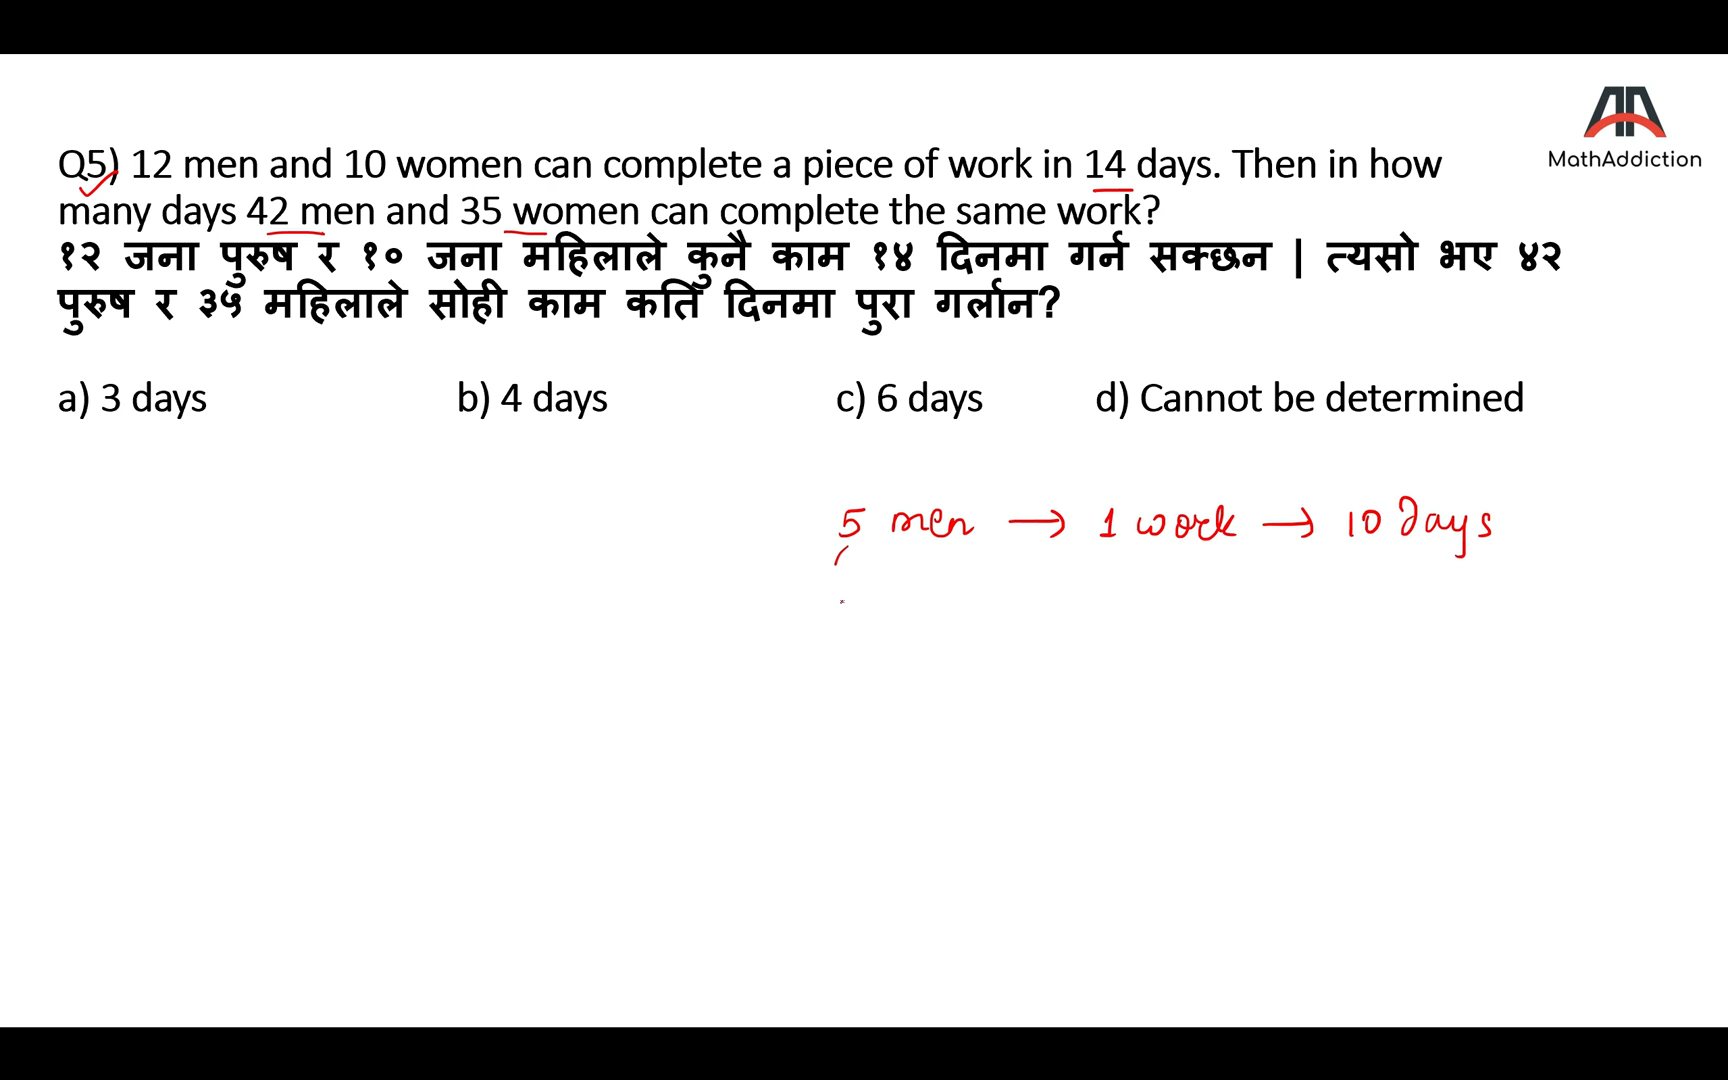 MathAddiction
Q5) 12 men and 10 women can complete a piece of work in 14 days. Then in how
many days 42 men and 35 women can complete the same work?
१२ जना पुरुष र १० जना महिलाले कुनै काम १४ दिनमा गर्न सक्छन | त्यसो भए ४२
पुरुष र ३५ महिलाले सोही काम कति दिनमा पुरा गर्लान?
a) 3 days b) 4 days c) 6 days d) Cannot be determined
5 men → 1 work → 10 days